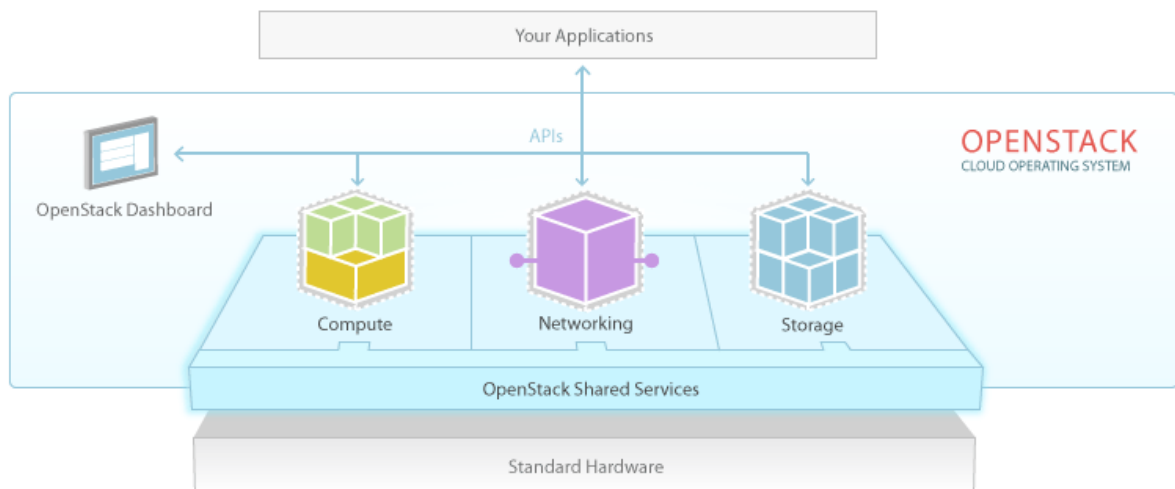 Your Applications
APIs
OPENSTACK
CLOUD OPERATING SYSTEM
OpenStack Dashboard
Compute
Networking
Storage
OpenStack Shared Services
Standard Hardware